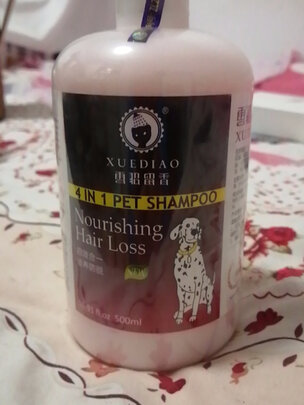 XUEDIAO
雪貂留香
4 IN 1 PET SHAMPOO
Nourishing
Hair Loss
500ml